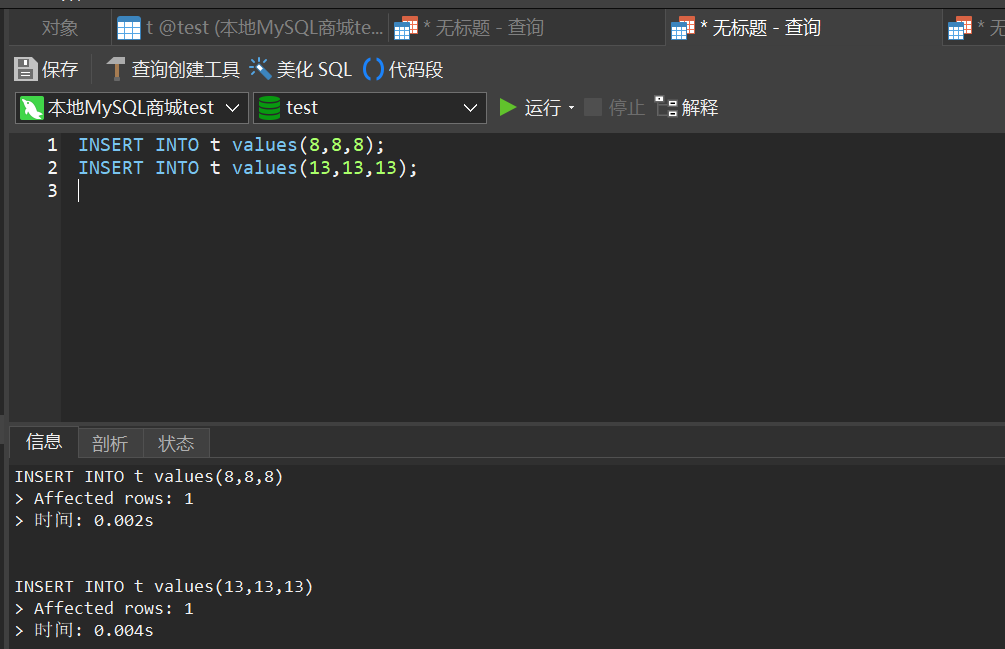 对象
t @test (本地MySQL商城te...
* 无标题 - 查询
* 无标题 - 查询
* 无
保存
查询创建工具
美化 SQL
代码段
本地MySQL商城test
test
运行
停止
解释
1 INSERT INTO t values(8,8,8);
2 INSERT INTO t values(13,13,13);
3
信息
剖析
状态
INSERT INTO t values(8,8,8)
> Affected rows: 1
> 时间: 0.002s
INSERT INTO t values(13,13,13)
> Affected rows: 1
> 时间: 0.004s